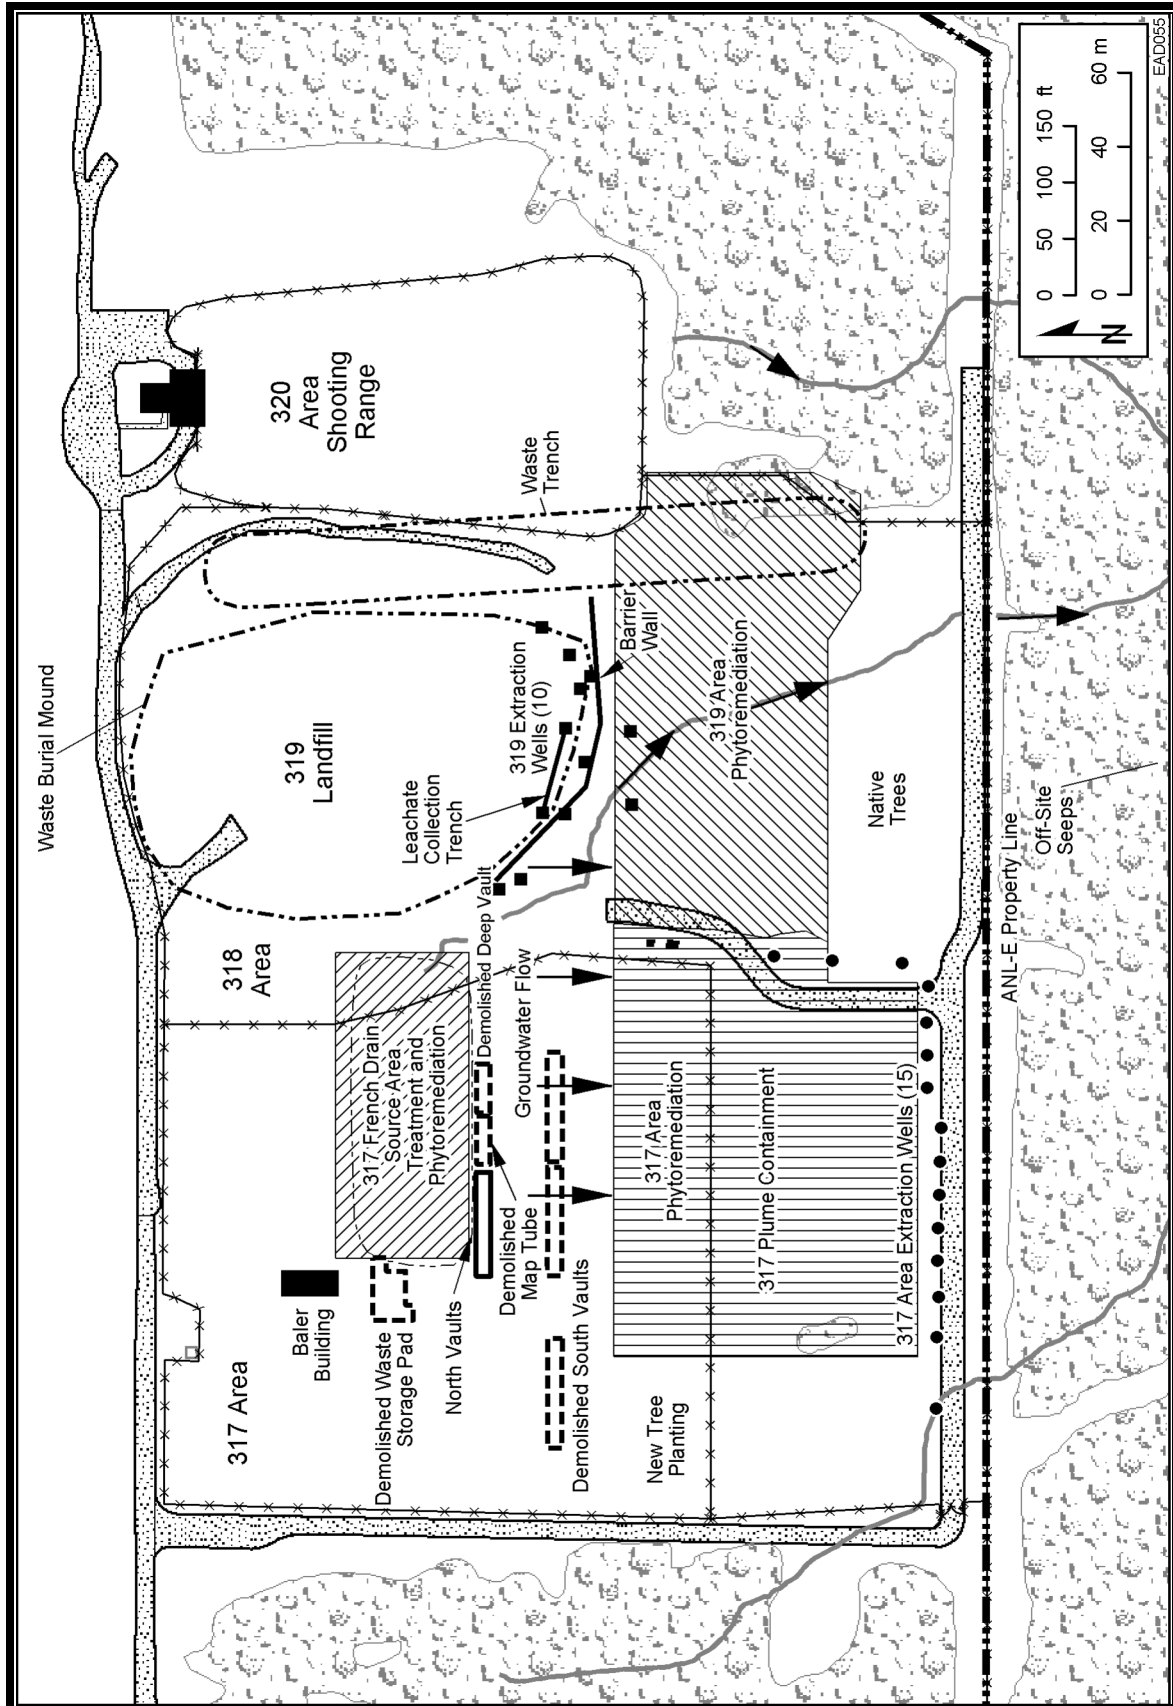 Waste Burial Mound
320
Area
Shooting
Range
319
Landfill
318
Area
317 Area
Baler
Building
Waste
Trench
Leachate
Collection
Trench
319 Extraction
Wells (10)
Barrier
Wall
317 French Drain
Source Area
Treatment and
Phytoremediation
Demolished Waste
Storage Pad
North Vaults
Demolished Deep Vault
Demolished
Map Tube
Groundwater Flow
Demolished South Vaults
New Tree
Planting
317 Area
Phytoremediation
317 Plume Containment
317 Area Extraction Wells (15)
319 Area
Phytoremediation
Native
Trees
ANL-E Property Line
Off-Site
Seeps
N
0 50 100 150 ft
0 20 40 60 m
EAD055